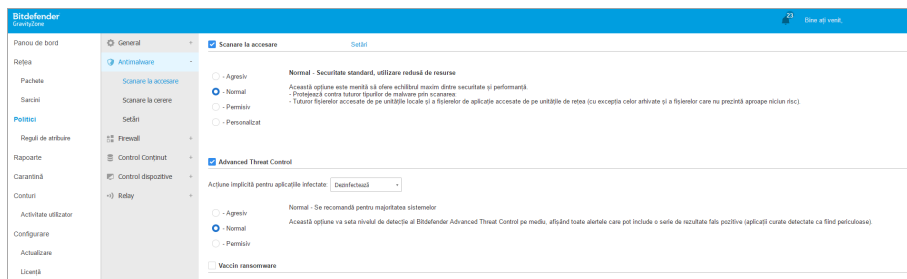 Bitdefender
GravityZone
23
Bine ați venit,
Panou de bord
Rețea
Pachete
Sarcini
Politici
Reguli de atribuire
Rapoarte
Carantină
Conturi
Activitate utilizator
Configurare
Actualizare
Licență
General +
Antimalware -
Scanare la accesare
Scanare la cerere
Setări
Firewall +
Control Conținut +
Control dispozitive +
Relay +
Scanare la accesare Setări
- Agresiv
- Normal
- Permisiv
- Personalizat
Normal - Securitate standard, utilizare redusă de resurse
Această opțiune este menită să ofere echilibrul maxim dintre securitate și performanță.
- Protejează contra tuturor tipurilor de malware prin scanarea:
- Tuturor fișierelor accesate de pe unitățile locale și a fișierelor de aplicație accesate de pe unitățile de rețea (cu excepția celor arhivate și a fișierelor care nu prezintă aproape niciun risc).
Advanced Threat Control
Acțiune implicită pentru aplicațiile infectate: Dezinfectează
- Agresiv
- Normal
- Permisiv
Normal - Se recomandă pentru majoritatea sistemelor
Această opțiune va seta nivelul de detecție al Bitdefender Advanced Threat Control pe mediu, afișând toate alertele care pot include o serie de rezultate fals pozitive (aplicații curate detectate ca fiind periculoase).
Vaccin ransomware